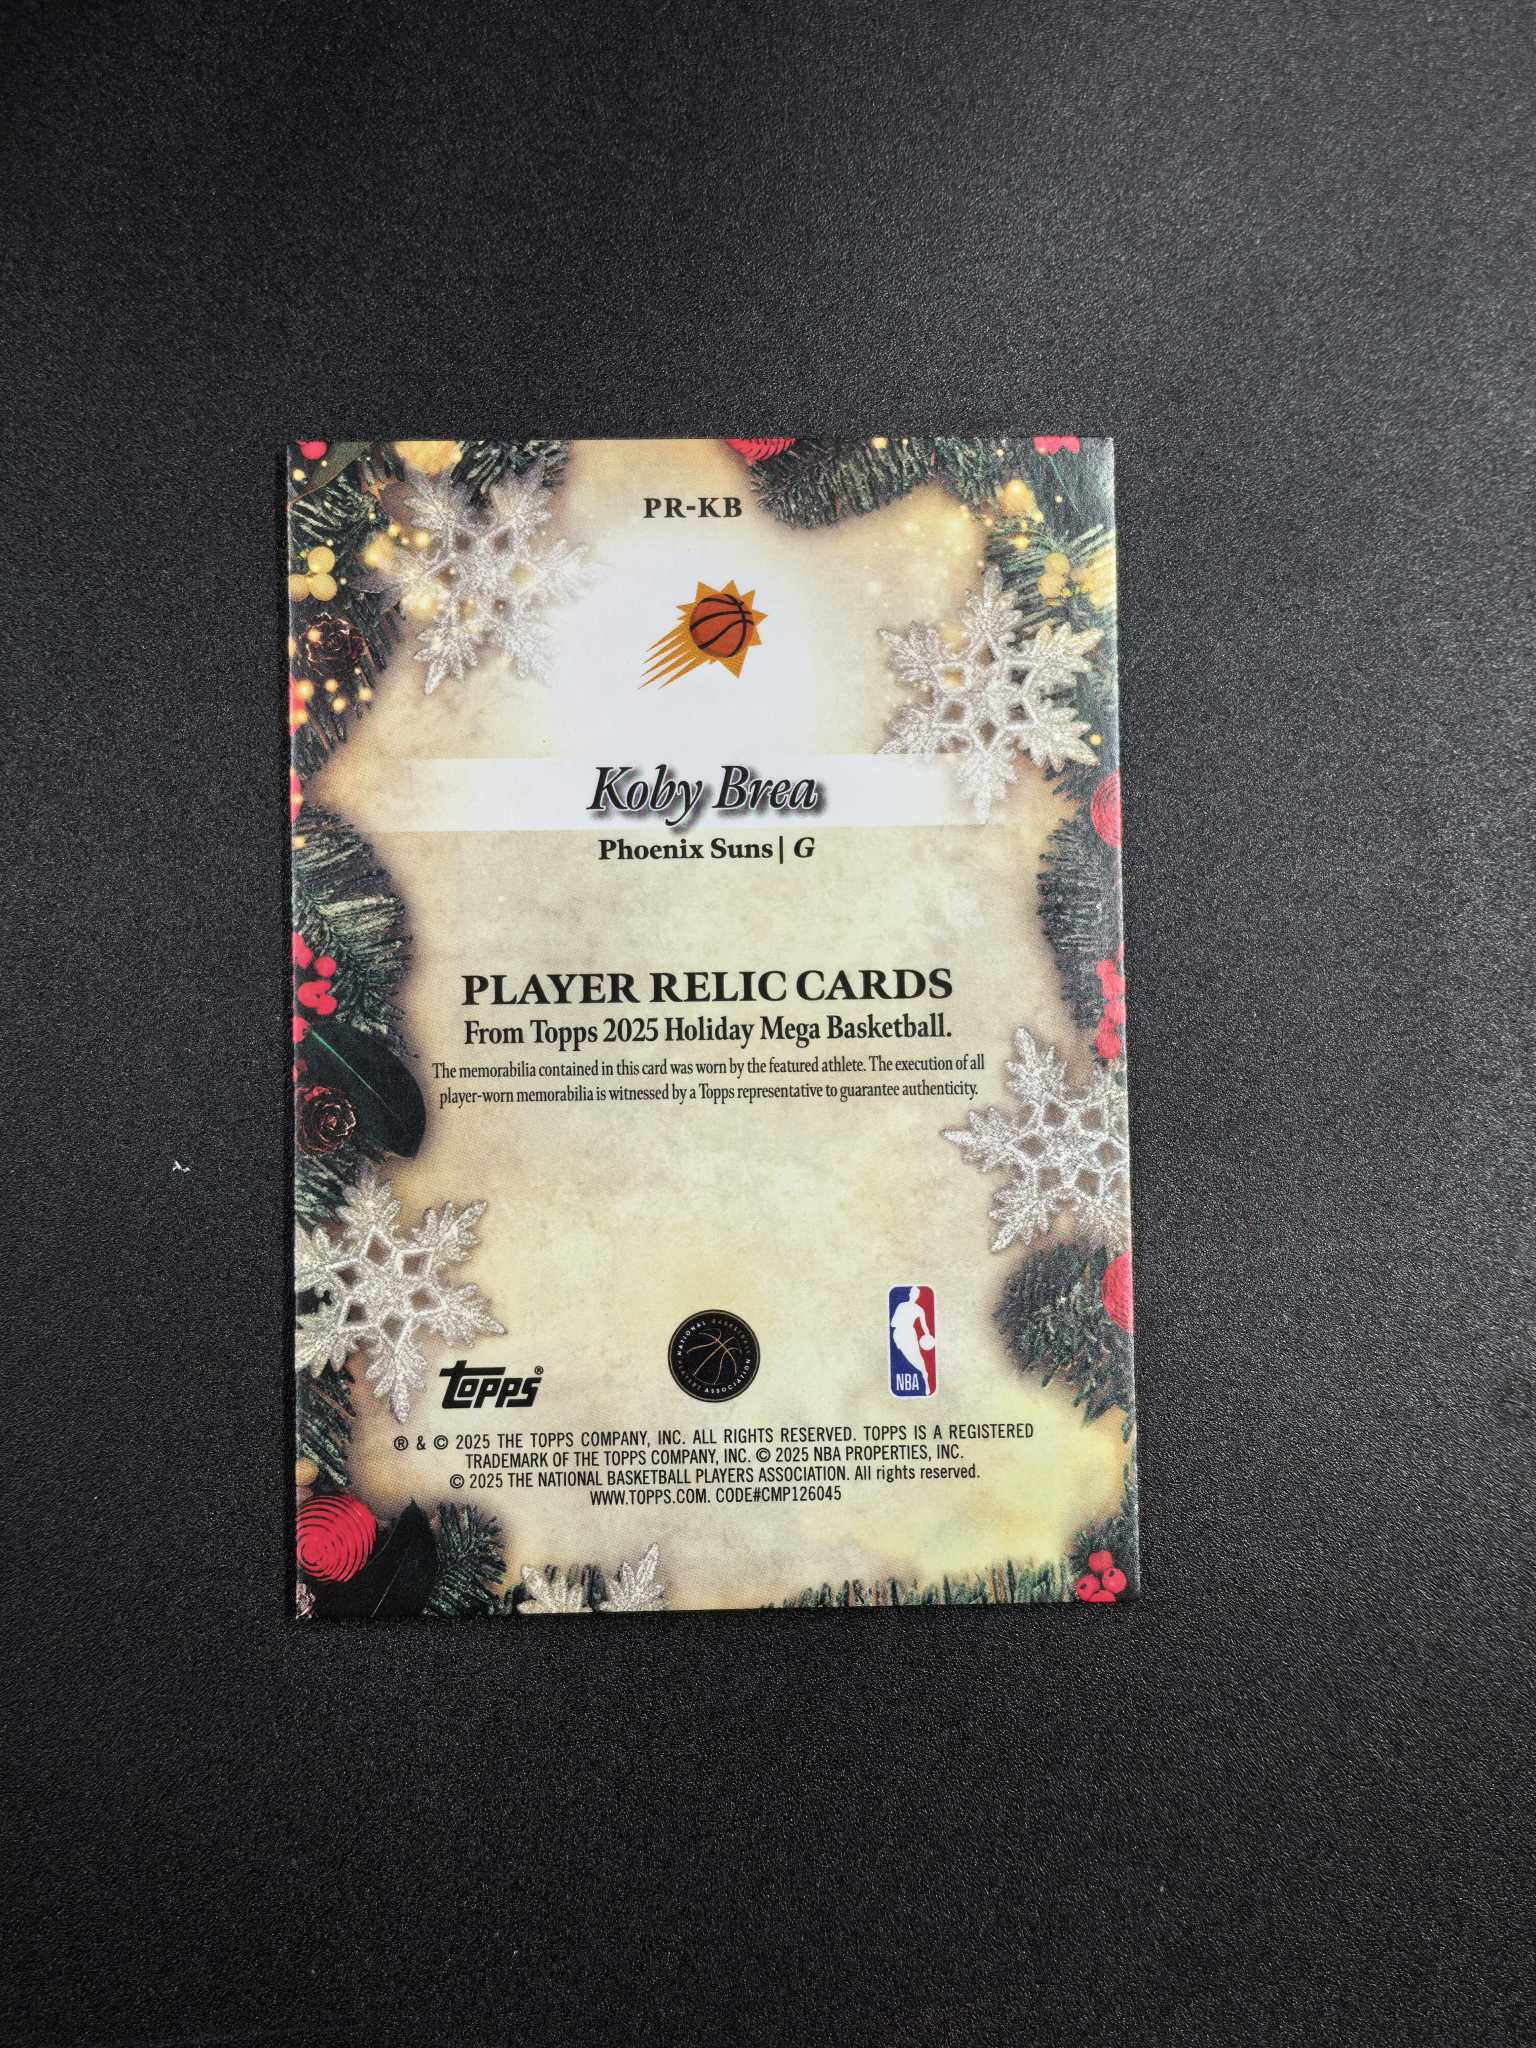 PR-KB
Koby Brea
Phoenix Suns| G
PLAYER RELIC CARDS
From Topps 2025 Holiday Mega Basketball.
The memorabilia contained in this card was worn by the featured athlete. The execution of all
player-worn memorabilia is witnessed by a Topps representative to guarantee authenticity.
topps®
NATIONAL BASKETBALL
PLAYERS ASSOCIATION
NBA
® & © 2025 THE TOPPS COMPANY, INC. ALL RIGHTS RESERVED. TOPPS IS A REGISTERED
TRADEMARK OF THE TOPPS COMPANY, INC. © 2025 NBA PROPERTIES, INC.
© 2025 THE NATIONAL BASKETBALL PLAYERS ASSOCIATION. All rights reserved.
WWW.TOPPS.COM. CODE#CMP126045